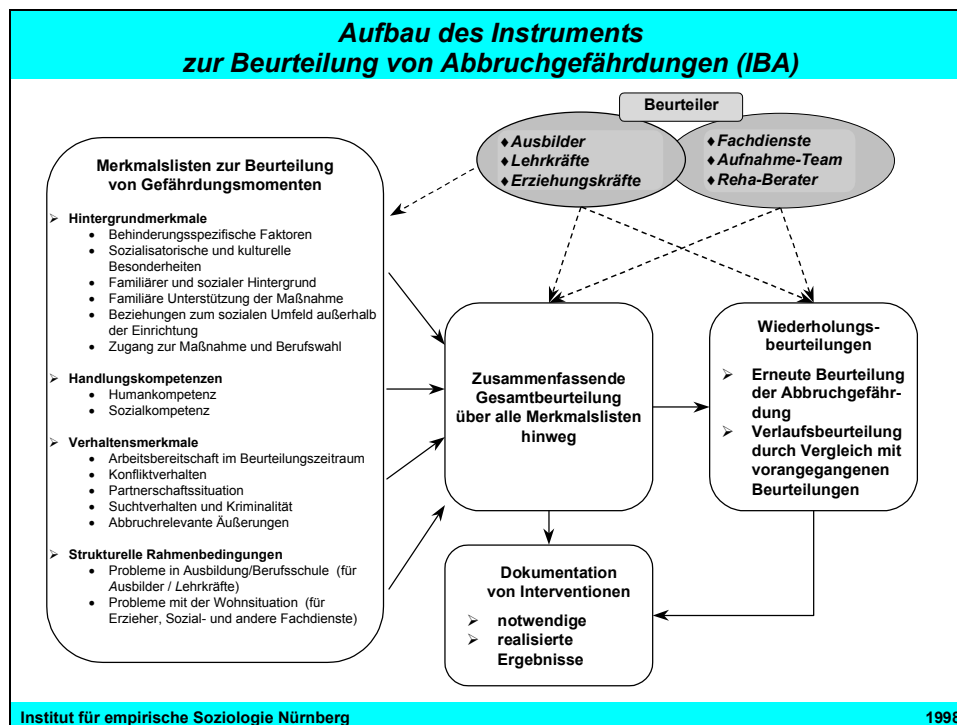 Aufbau des Instruments
zur Beurteilung von Abbruchgefährdungen (IBA)
Beurteiler
♦ Ausbilder
♦ Lehrkräfte
♦ Erziehungskräfte
♦ Fachdienste
♦ Aufnahme-Team
♦ Reha-Berater
Merkmalslisten zur Beurteilung
von Gefährdungsmomenten
➢ Hintergrundmerkmale
• Behinderungsspezifische Faktoren
• Sozialisatorische und kulturelle
Besonderheiten
• Familiärer und sozialer Hintergrund
• Familiäre Unterstützung der Maßnahme
• Beziehungen zum sozialen Umfeld außerhalb
der Einrichtung
• Zugang zur Maßnahme und Berufswahl
➢ Handlungskompetenzen
• Humankompetenz
• Sozialkompetenz
➢ Verhaltensmerkmale
• Arbeitsbereitschaft im Beurteilungszeitraum
• Konfliktverhalten
• Partnerschaftssituation
• Suchtverhalten und Kriminalität
• Abbruchrelevante Äußerungen
➢ Strukturelle Rahmenbedingungen
• Probleme in Ausbildung/Berufsschule (für
Ausbilder / Lehrkräfte)
• Probleme mit der Wohnsituation (für
Erzieher, Sozial- und andere Fachdienste)
Zusammenfassende
Gesamtbeurteilung
über alle Merkmalslisten
hinweg
Wiederholungs-
beurteilungen
➢ Erneute Beurteilung
der Abbruchgefähr-
dung
➢ Verlaufsbeurteilung
durch Vergleich mit
vorangegangenen
Beurteilungen
Dokumentation
von Interventionen
➢ notwendige
➢ realisierte
Ergebnisse
Institut für empirische Soziologie Nürnberg
1998